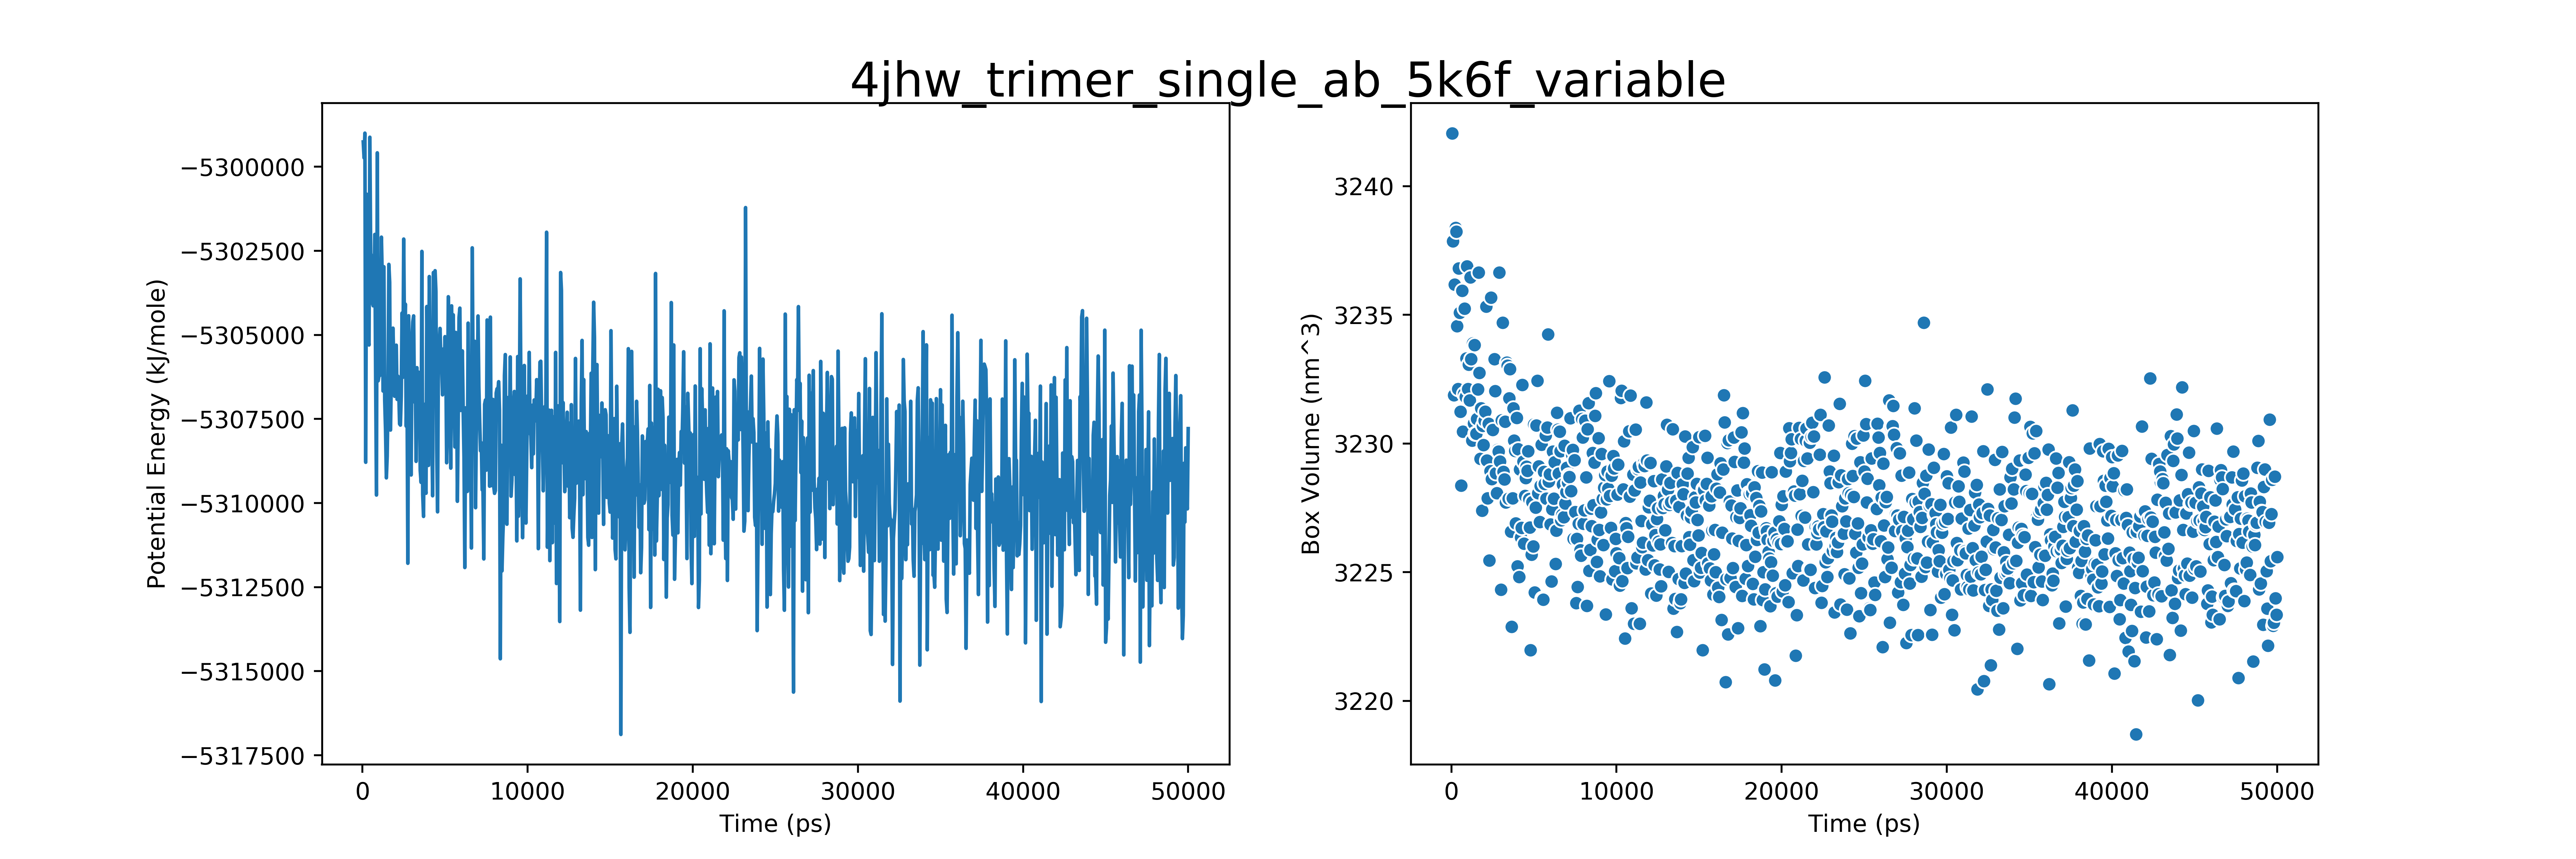 4jhw_trimer_single_ab_5k6f_variable
Potential Energy (kJ/mole)
−5300000
−5302500
−5305000
−5307500
−5310000
−5312500
−5315000
−5317500
0 10000 20000 30000 40000 50000
Time (ps)
Box Volume (nm^3)
3240
3235
3230
3225
3220
0 10000 20000 30000 40000 50000
Time (ps)